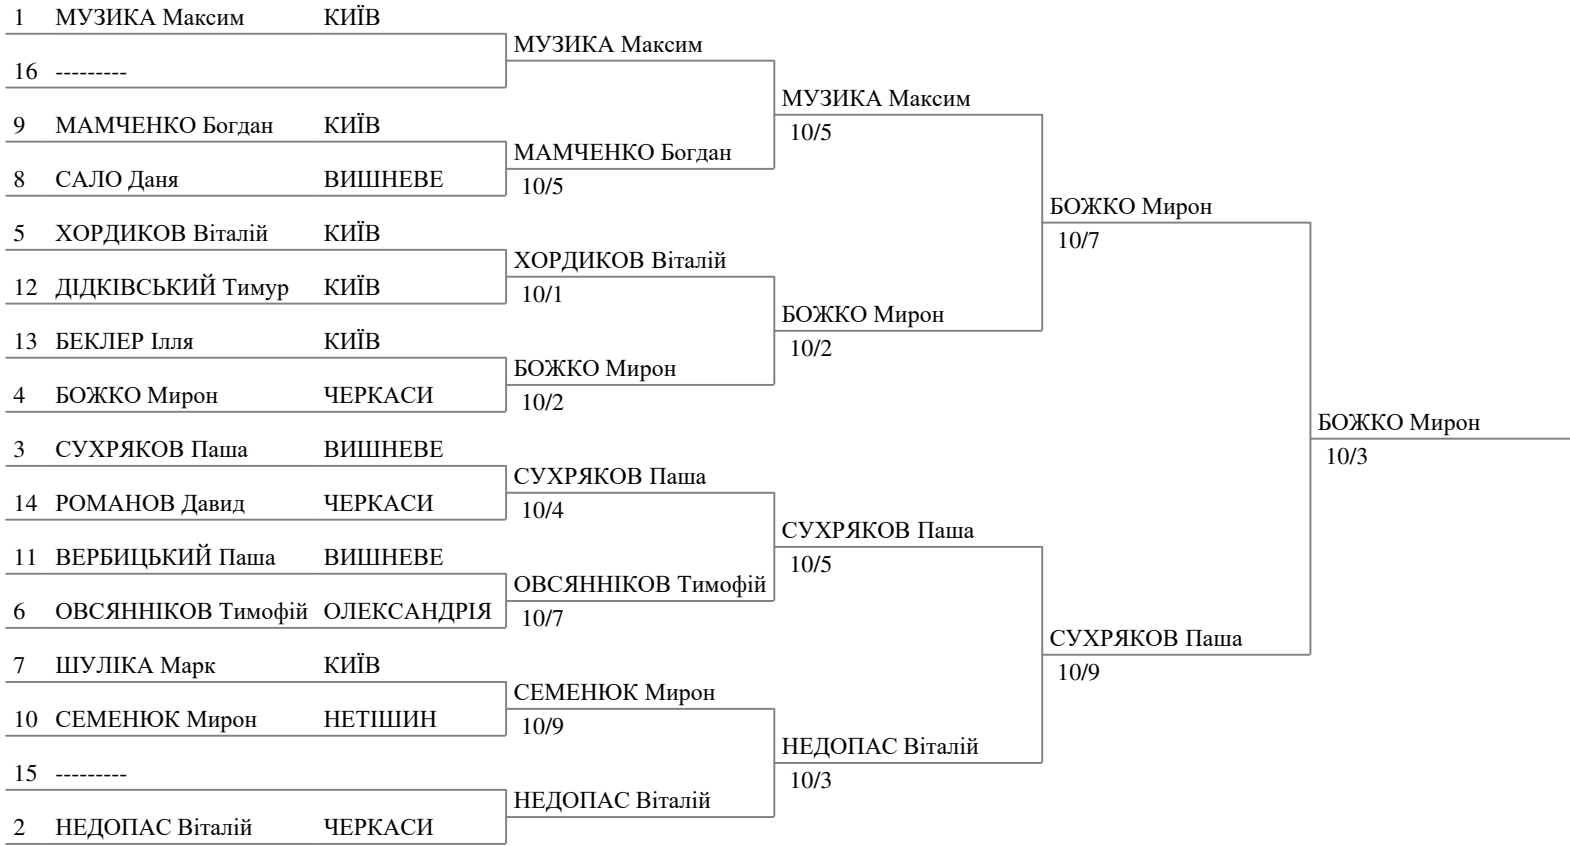 1 МУЗИКА Максим КИЇВ
МУЗИКА Максим
16 ---------
МУЗИКА Максим
9 МАМЧЕНКО Богдан КИЇВ
10/5
МАМЧЕНКО Богдан
8 САЛО Даня ВИШНЕВЕ
10/5
БОЖКО Мирон
5 ХОРДИКОВ Віталій КИЇВ
10/7
ХОРДИКОВ Віталій
12 ДІДКІВСЬКИЙ Тимур КИЇВ
10/1
БОЖКО Мирон
13 БЕКЛЕР Ілля КИЇВ
10/2
БОЖКО Мирон
4 БОЖКО Мирон ЧЕРКАСИ
10/2
БОЖКО Мирон
3 СУХРЯКОВ Паша ВИШНЕВЕ
10/3
СУХРЯКОВ Паша
14 РОМАНОВ Давид ЧЕРКАСИ
10/4
СУХРЯКОВ Паша
11 ВЕРБИЦЬКИЙ Паша ВИШНЕВЕ
10/5
ОВСЯННІКОВ Тимофій
6 ОВСЯННІКОВ Тимофій ОЛЕКСАНДРІЯ
10/7
СУХРЯКОВ Паша
7 ШУЛІКА Марк КИЇВ
10/9
СЕМЕНЮК Мирон
10 СЕМЕНЮК Мирон НЕТІШИН
10/9
НЕДОПАС Віталій
15 ---------
10/3
НЕДОПАС Віталій
2 НЕДОПАС Віталій ЧЕРКАСИ